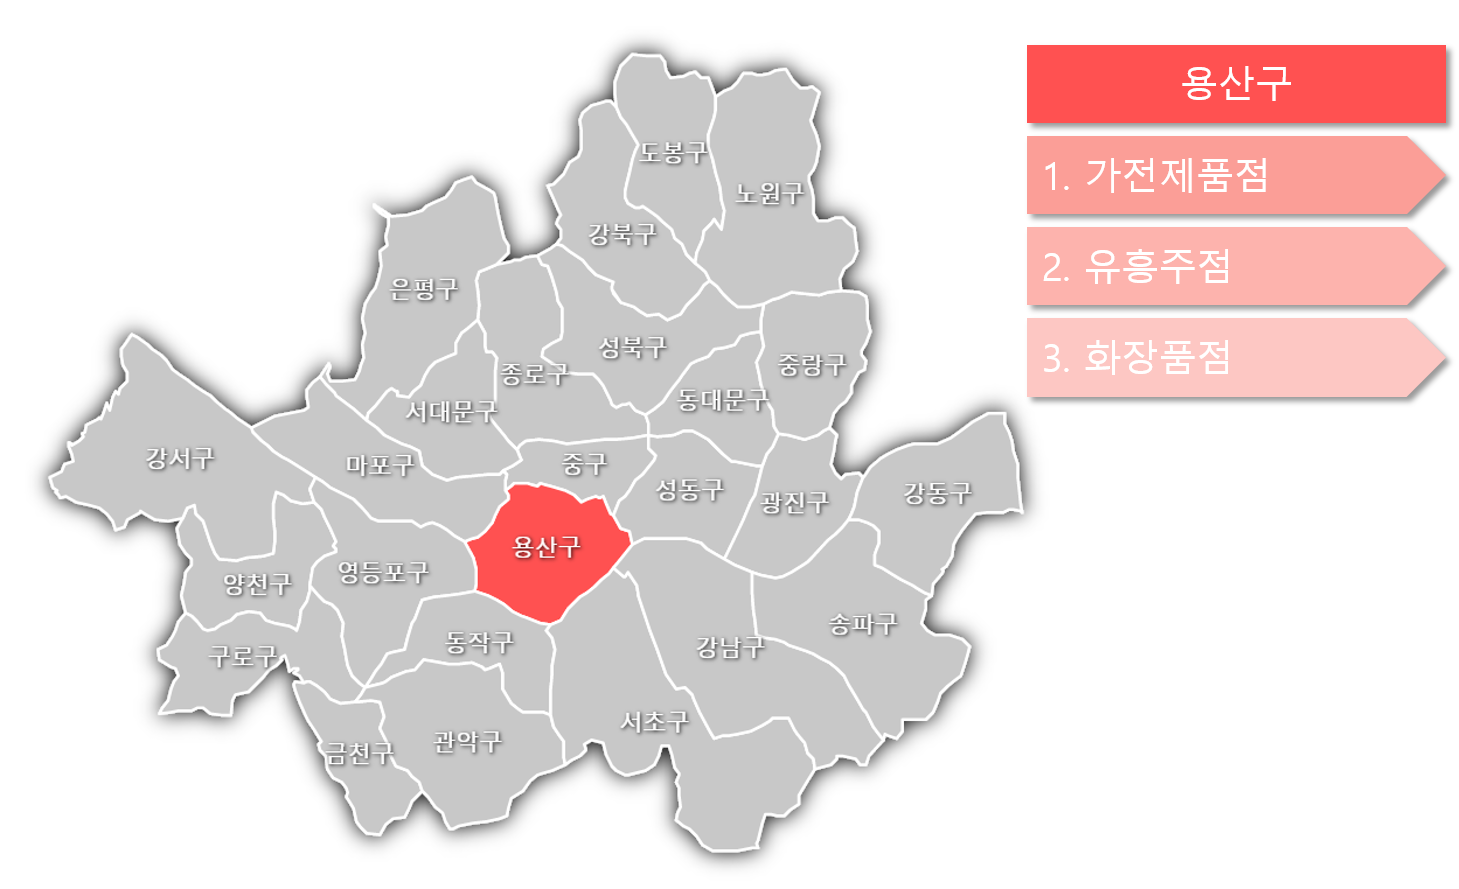 용산구
1. 가전제품점
2. 유흥주점
3. 화장품점
도봉구
노원구
강북구
은평구
성북구
중랑구
종로구
동대문구
서대문구
강서구
마포구
중구
성동구
광진구
강동구
용산구
영등포구
양천구
송파구
동작구
강남구
구로구
서초구
관악구
금천구